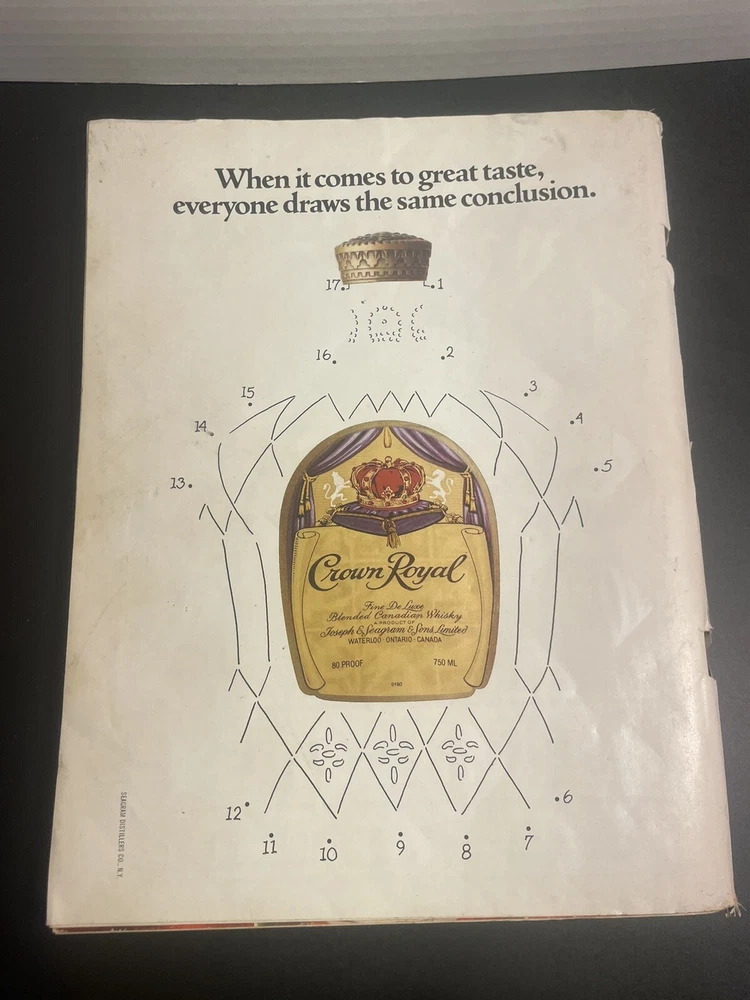 When it comes to great taste,
everyone draws the same conclusion.
17
1
16
2
15
3
14
4
13
5
Crown Royal
Fine De Luxe
Blended Canadian Whisky
A PRODUCT OF
Joseph E. Seagram & Sons Limited
WATERLOO · ONTARIO · CANADA
80 PROOF 750 ML
12
6
11
10
9
8
7
SEAGRAM DISTILLERS CO., N.Y.